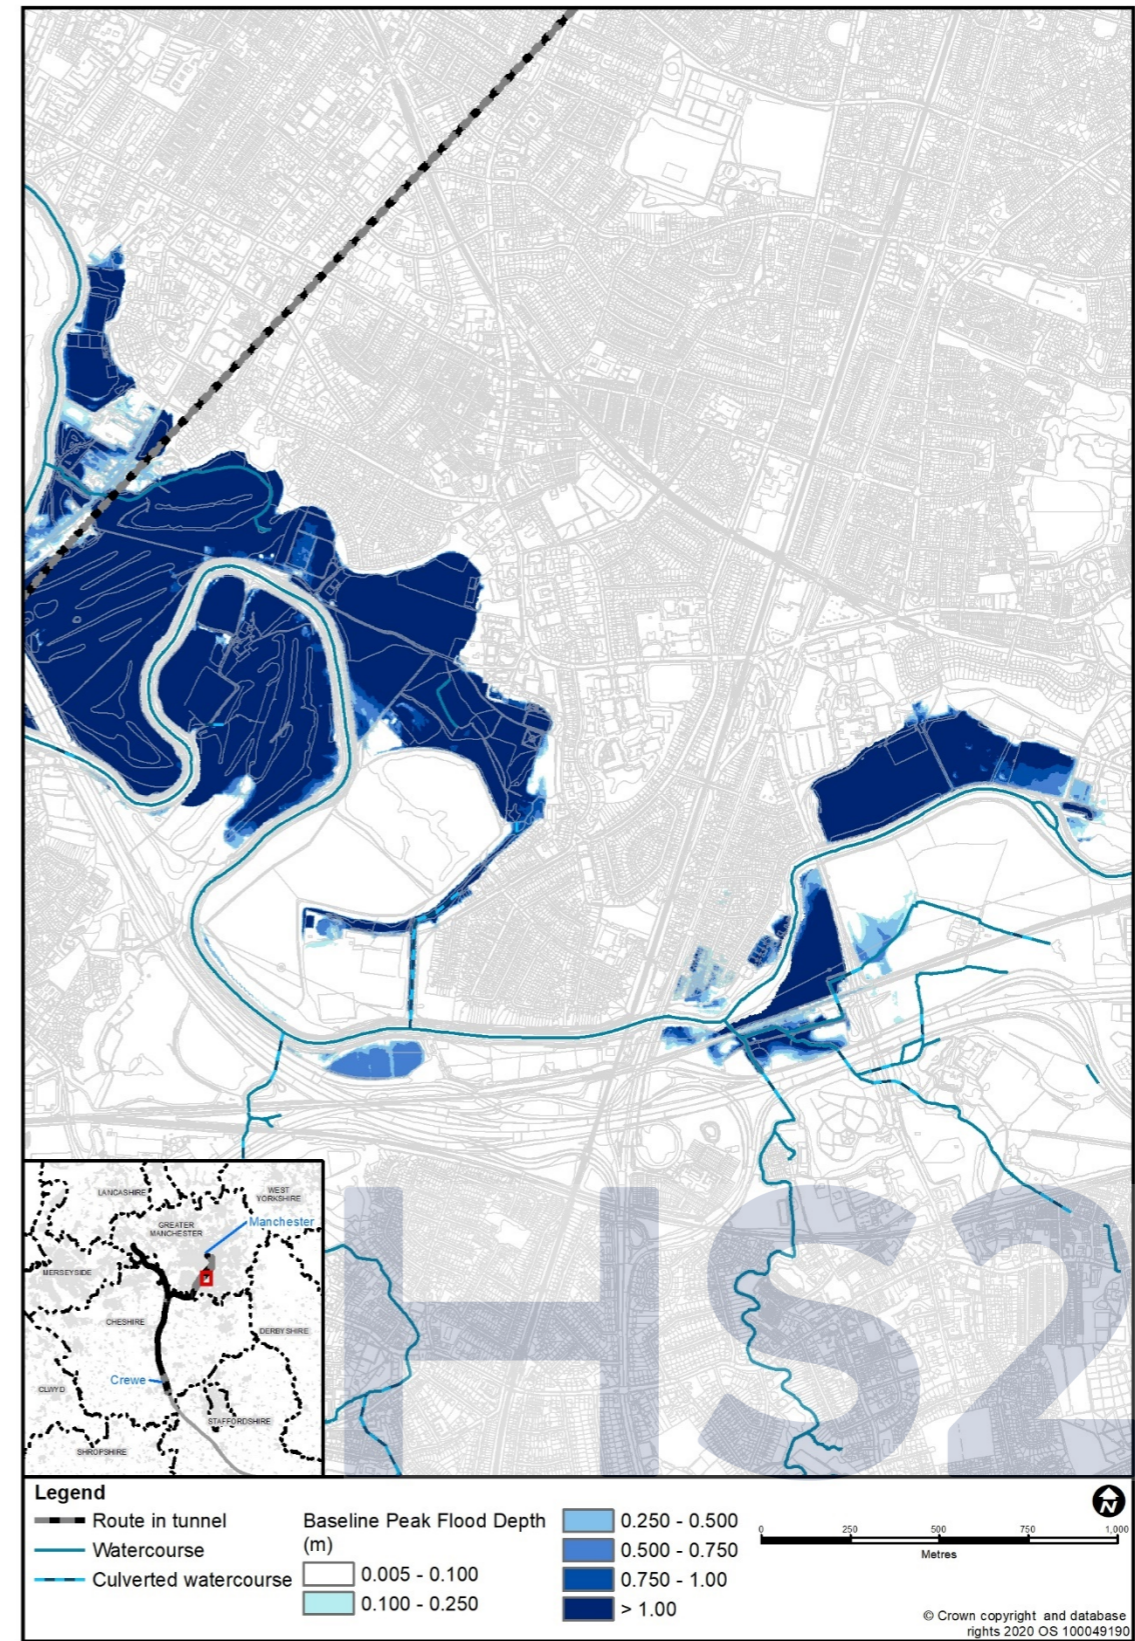 LANCASHIRE
WEST
YORKSHIRE
GREATER
MANCHESTER
Manchester
MERSEYSIDE
CHESHIRE
DERBYSHIRE
Crewe
CLWYD
STAFFORDSHIRE
SHROPSHIRE
HS2
Legend
Route in tunnel
Watercourse
Culverted watercourse
Baseline Peak Flood Depth
(m)
0.005 - 0.100
0.100 - 0.250
0.250 - 0.500
0.500 - 0.750
0.750 - 1.00
> 1.00
N
0 250 500 750 1,000
Metres
© Crown copyright and database
rights 2020 OS 100049190